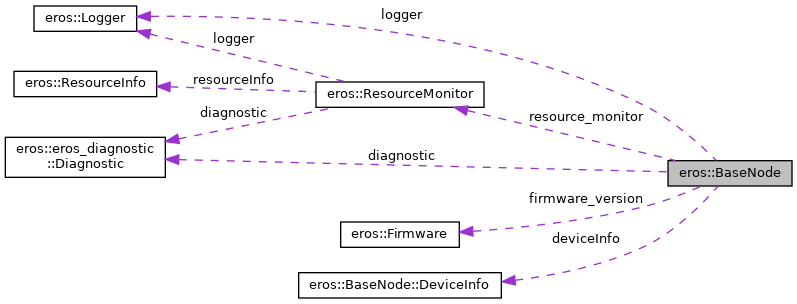 eros::Logger
logger
logger
eros::ResourceInfo
resourceInfo
eros::ResourceMonitor
diagnostic
resource_monitor
eros::eros_diagnostic
::Diagnostic
diagnostic
eros::BaseNode
firmware_version
eros::Firmware
deviceInfo
eros::BaseNode::DeviceInfo